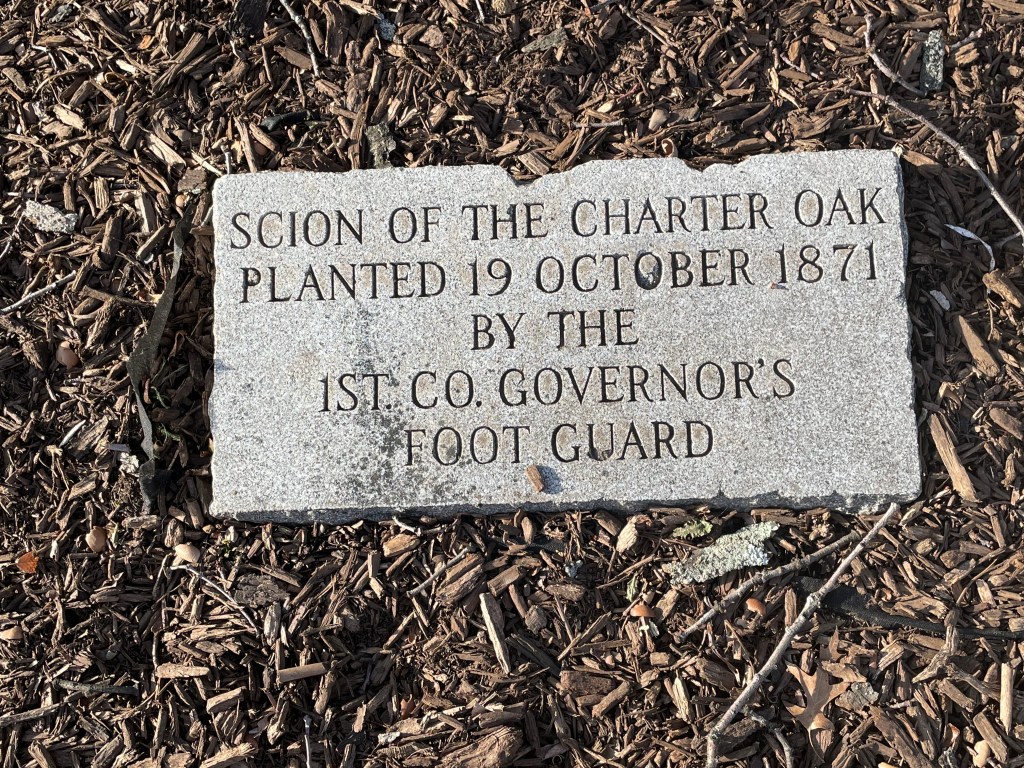 SCION OF THE CHARTER OAK
PLANTED 19 OCTOBER 1871
BY THE
1ST CO. GOVERNOR'S
FOOT GUARD